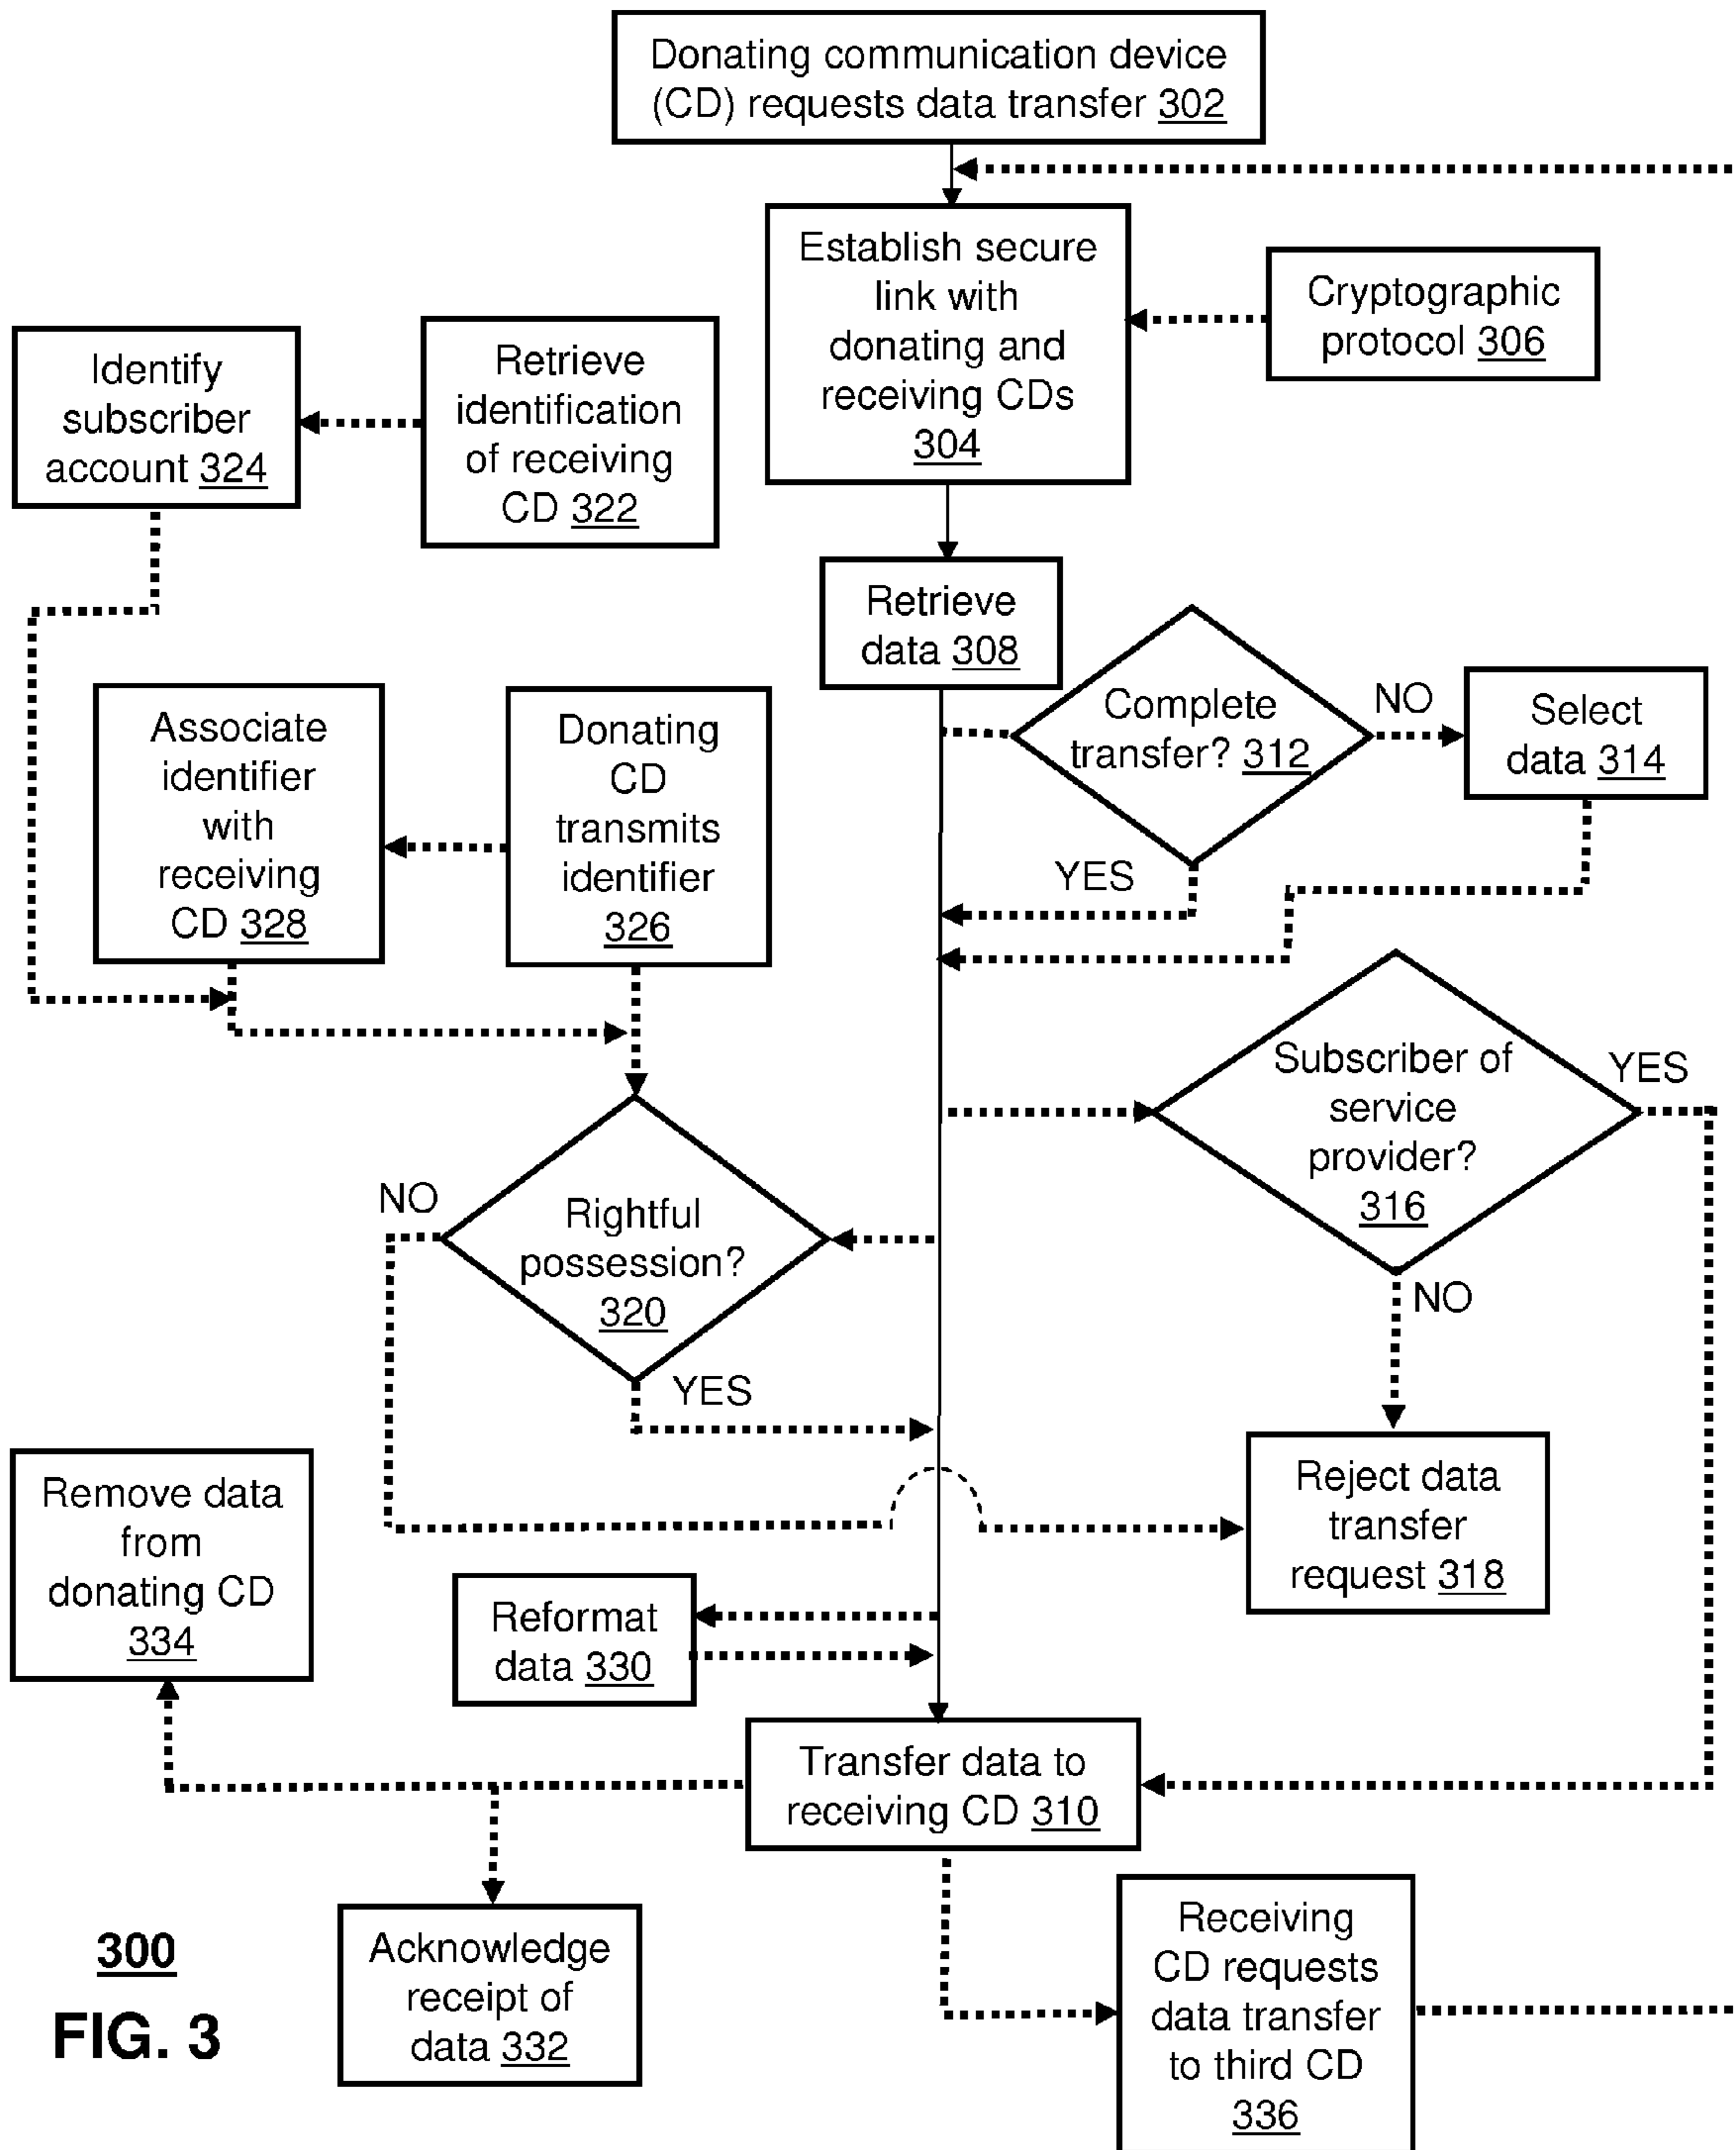 Donating communication device
(CD) requests data transfer 302
Establish secure
link with
donating and
receiving CDs
304
Cryptographic
protocol 306
Identify
subscriber
account 324
Retrieve
identification
of receiving
CD 322
Retrieve
data 308
Complete
transfer? 312
NO
Select
data 314
YES
Associate
identifier
with
receiving
CD 328
Donating
CD
transmits
identifier
326
Subscriber of
service
provider?
316
YES
NO
Rightful
possession?
320
NO
YES
Reject data
transfer
request 318
Remove data
from
donating CD
334
Reformat
data 330
Transfer data to
receiving CD 310
Acknowledge
receipt of
data 332
Receiving
CD requests
data transfer
to third CD
336
300
FIG. 3